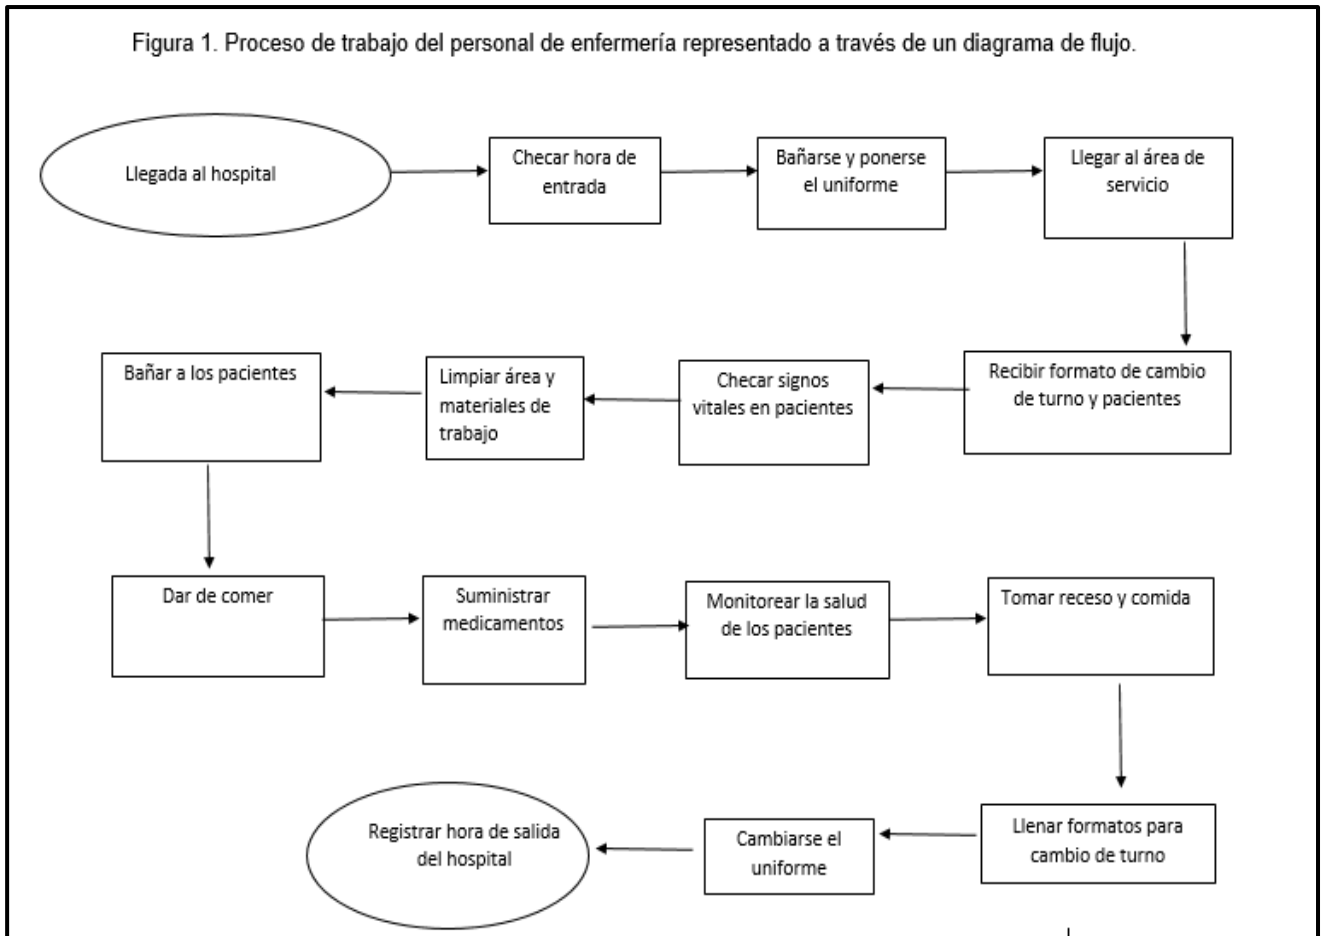 Figura 1. Proceso de trabajo del personal de enfermería representado a través de un diagrama de flujo.
Llegada al hospital
Checar hora de
entrada
Bañarse y ponerse
el uniforme
Llegar al área de
servicio
Recibir formato de cambio
de turno y pacientes
Checar signos
vitales en pacientes
Limpiar área y
materiales de
trabajo
Bañar a los pacientes
Dar de comer
Suministrar
medicamentos
Monitorear la salud
de los pacientes
Tomar receso y comida
Llenar formatos para
cambio de turno
Cambiarse el
uniforme
Registrar hora de salida
del hospital